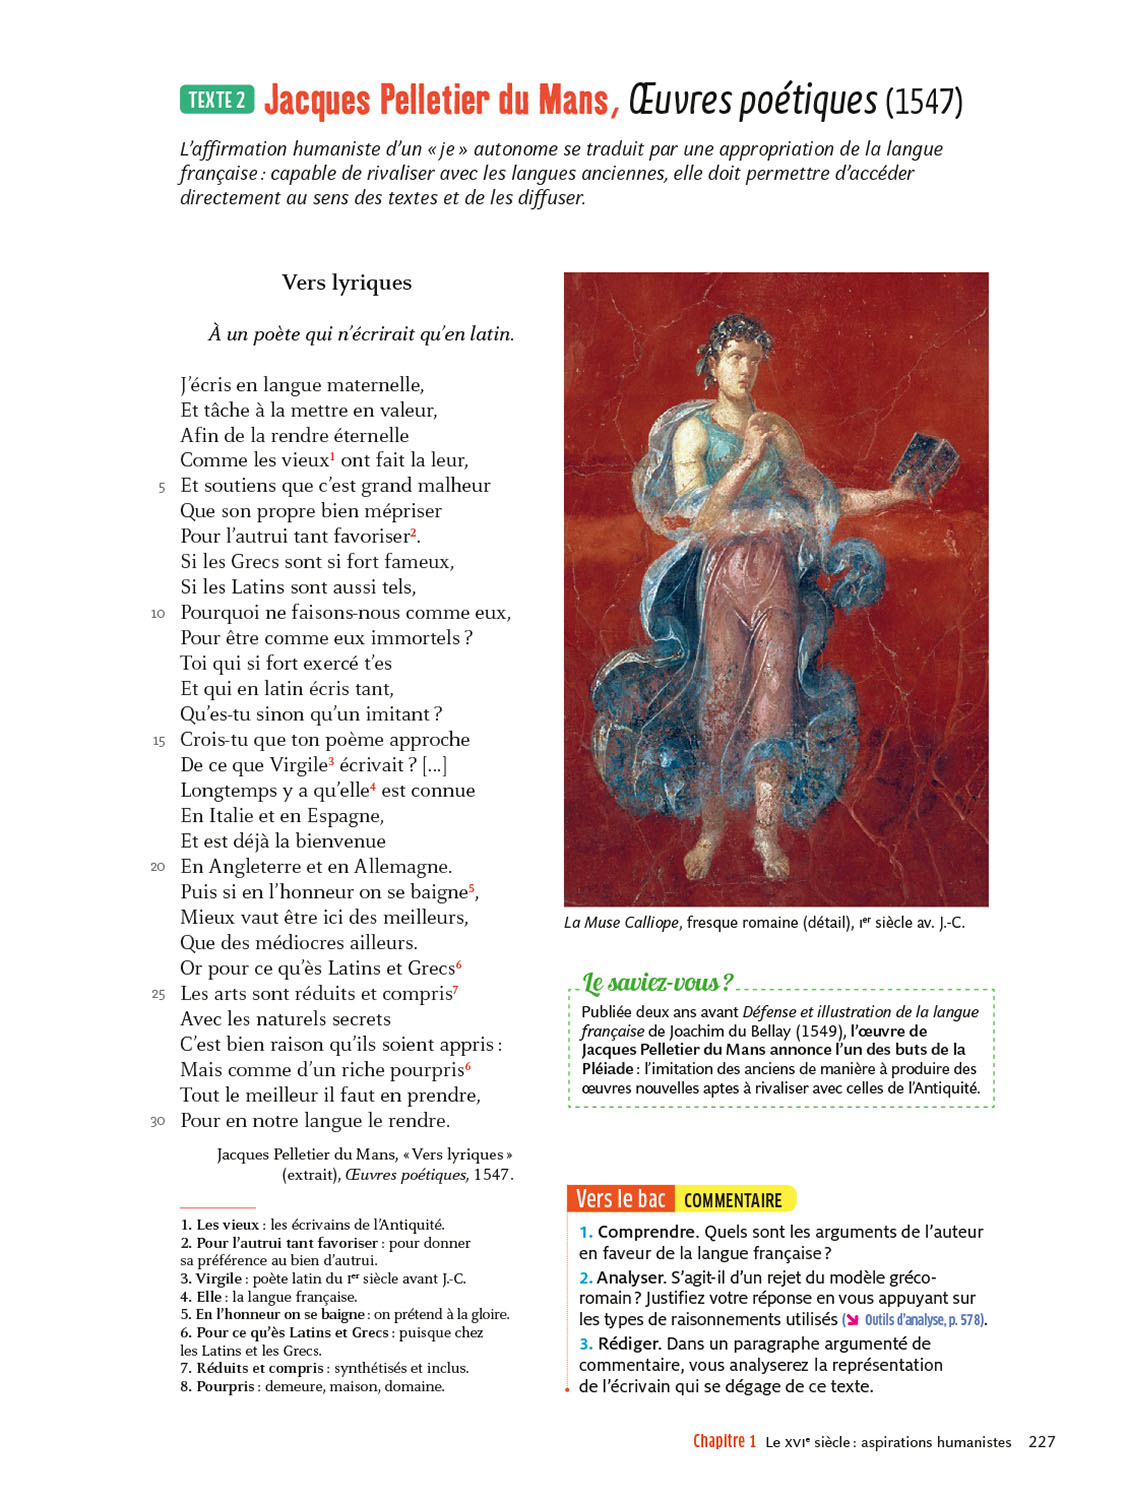 TEXTE 2 Jacques Pelletier du Mans, Œuvres poétiques (1547)
L'affirmation humaniste d'un « je » autonome se traduit par une appropriation de la langue
française : capable de rivaliser avec les langues anciennes, elle doit permettre d'accéder
directement au sens des textes et de les diffuser.
Vers lyriques
À un poète qui n'écrirait qu'en latin.
J'écris en langue maternelle,
Et tâche à la mettre en valeur,
Afin de la rendre éternelle
Comme les vieux1 ont fait la leur,
5 Et soutiens que c'est grand malheur
Que son propre bien mépriser
Pour l'autrui tant favoriser2.
Si les Grecs sont si fort fameux,
Si les Latins sont aussi tels,
10 Pourquoi ne faisons-nous comme eux,
Pour être comme eux immortels ?
Toi qui si fort exercé t'es
Et qui en latin écris tant,
Qu'es-tu sinon qu'un imitant ?
15 Crois-tu que ton poème approche
De ce que Virgile3 écrivait ? [...]
Longtemps y a qu'elle4 est connue
En Italie et en Espagne,
Et est déjà la bienvenue
20 En Angleterre et en Allemagne.
Puis si en l'honneur on se baigne5,
Mieux vaut être ici des meilleurs,
Que des médiocres ailleurs.
Or pour ce qu'ès Latins et Grecs6
25 Les arts sont réduits et compris7
Avec les naturels secrets
C'est bien raison qu'ils soient appris :
Mais comme d'un riche pourpris6
Tout le meilleur il faut en prendre,
30 Pour en notre langue le rendre.
Jacques Pelletier du Mans, « Vers lyriques »
(extrait), Œuvres poétiques, 1547.
1. Les vieux : les écrivains de l'Antiquité.
2. Pour l'autrui tant favoriser : pour donner
sa préférence au bien d'autrui.
3. Virgile : poète latin du Ier siècle avant J.-C.
4. Elle : la langue française.
5. En l'honneur on se baigne : on prétend à la gloire.
6. Pour ce qu'ès Latins et Grecs : puisque chez
les Latins et les Grecs.
7. Réduits et compris : synthétisés et inclus.
8. Pourpris : demeure, maison, domaine.
La Muse Calliope, fresque romaine (détail), Ier siècle av. J.-C.
Le saviez-vous ?
Publiée deux ans avant Défense et illustration de la langue
française de Joachim du Bellay (1549), l'œuvre de
Jacques Pelletier du Mans annonce l'un des buts de la
Pléiade : l'imitation des anciens de manière à produire des
œuvres nouvelles aptes à rivaliser avec celles de l'Antiquité.
Vers le bac COMMENTAIRE
1. Comprendre. Quels sont les arguments de l'auteur
en faveur de la langue française ?
2. Analyser. S'agit-il d'un rejet du modèle gréco-
romain ? Justifiez votre réponse en vous appuyant sur
les types de raisonnements utilisés (↘ Outils d'analyse, p. 578).
3. Rédiger. Dans un paragraphe argumenté de
commentaire, vous analyserez la représentation
de l'écrivain qui se dégage de ce texte.
Chapitre 1 Le XVIe siècle : aspirations humanistes 227